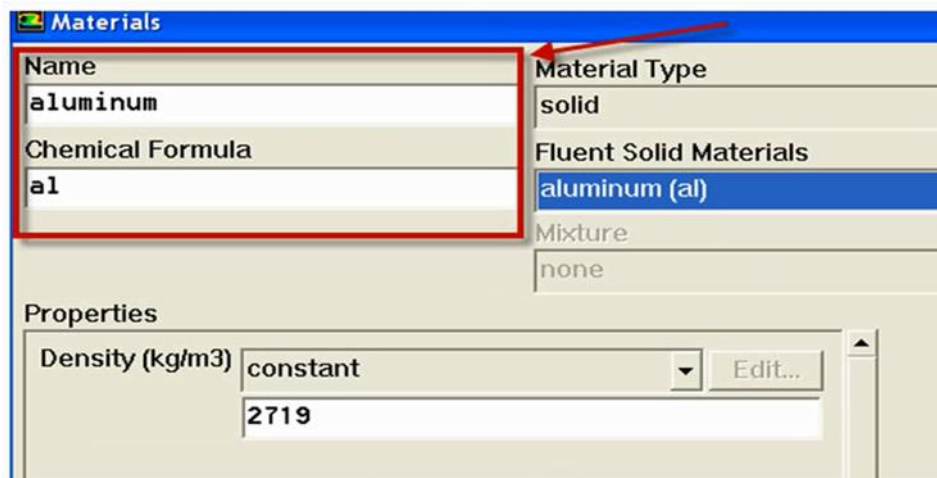 Materials
Name
aluminum
Chemical Formula
al
Material Type
solid
Fluent Solid Materials
aluminum (al)
Mixture
none
Properties
Density (kg/m3)
constant
Edit...
2719